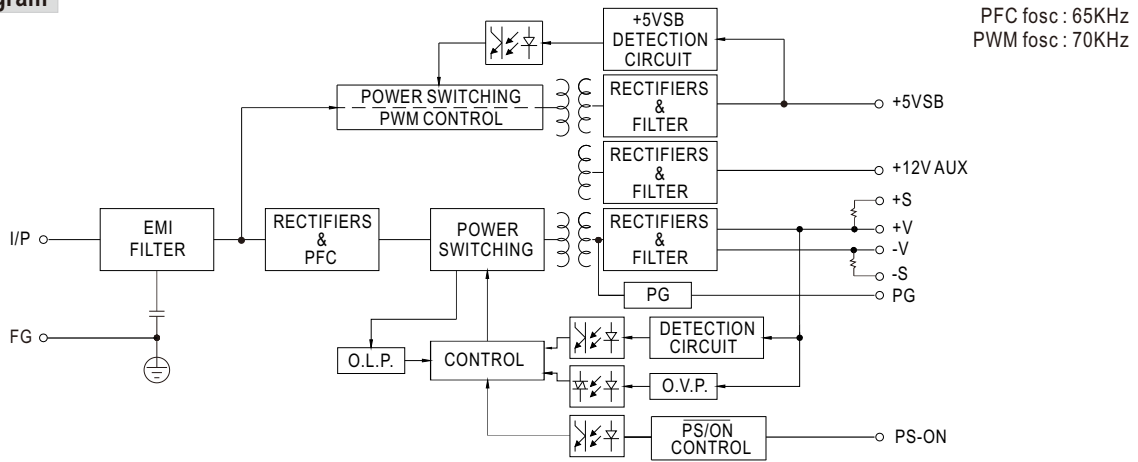 gram
PFC fosc : 65KHz
PWM fosc : 70KHz
+5VSB
DETECTION
CIRCUIT
POWER SWITCHING
PWM CONTROL
RECTIFIERS
&
FILTER
+5VSB
RECTIFIERS
&
FILTER
+12V AUX
I/P
EMI
FILTER
RECTIFIERS
&
PFC
POWER
SWITCHING
RECTIFIERS
&
FILTER
+S
+V
-V
-S
PG
PG
FG
O.L.P.
CONTROL
DETECTION
CIRCUIT
O.V.P.
PS/ON
CONTROL
PS-ON